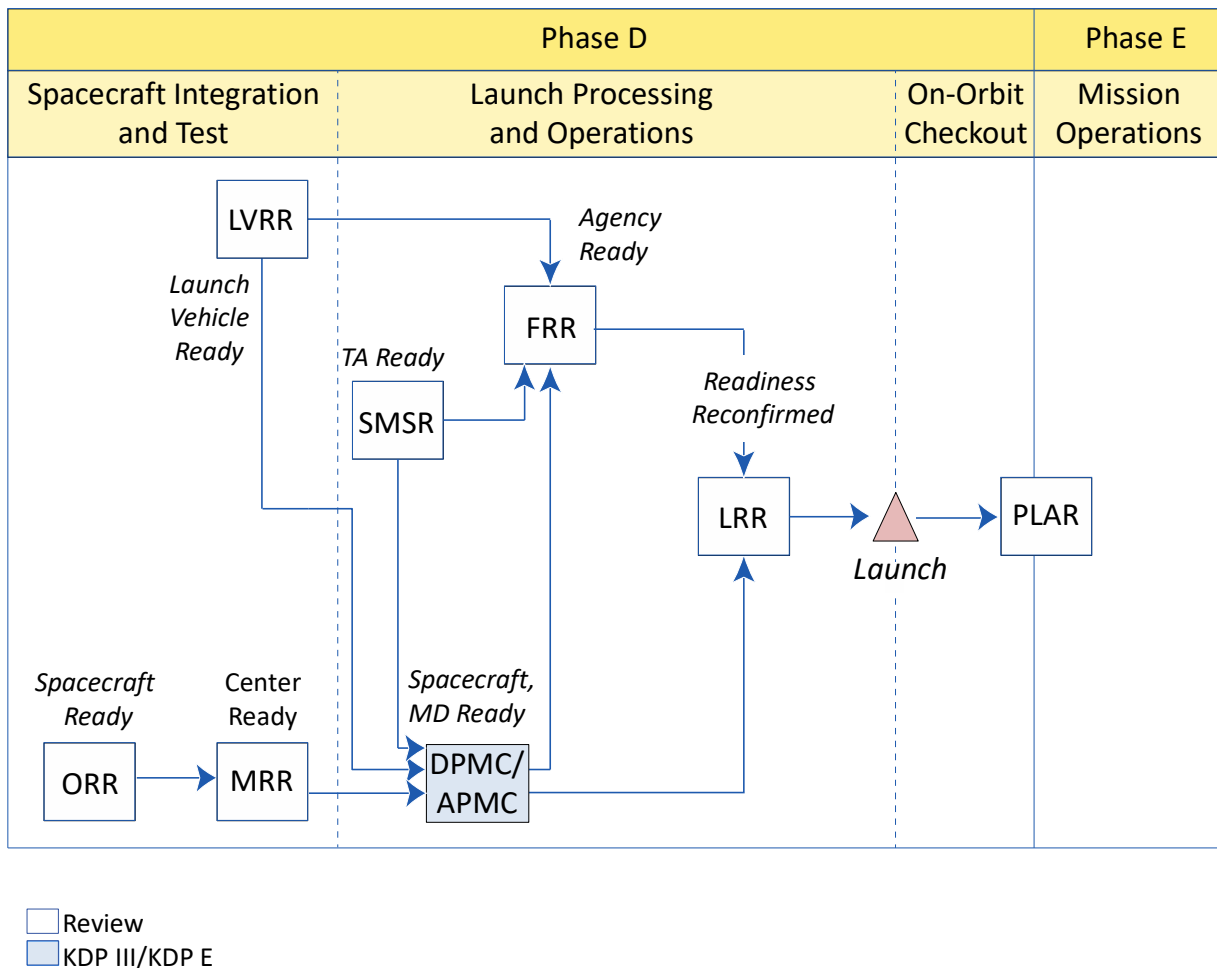 Phase D
Phase E
Spacecraft Integration
and Test
Launch Processing
and Operations
On-Orbit
Checkout
Mission
Operations
LVRR
Agency
Ready
Launch
Vehicle
Ready
FRR
TA Ready
SMSR
Readiness
Reconfirmed
LRR
Launch
PLAR
Spacecraft
Ready
Center
Ready
Spacecraft,
MD Ready
ORR
MRR
DPMC/
APMC
Review
KDP III/KDP E